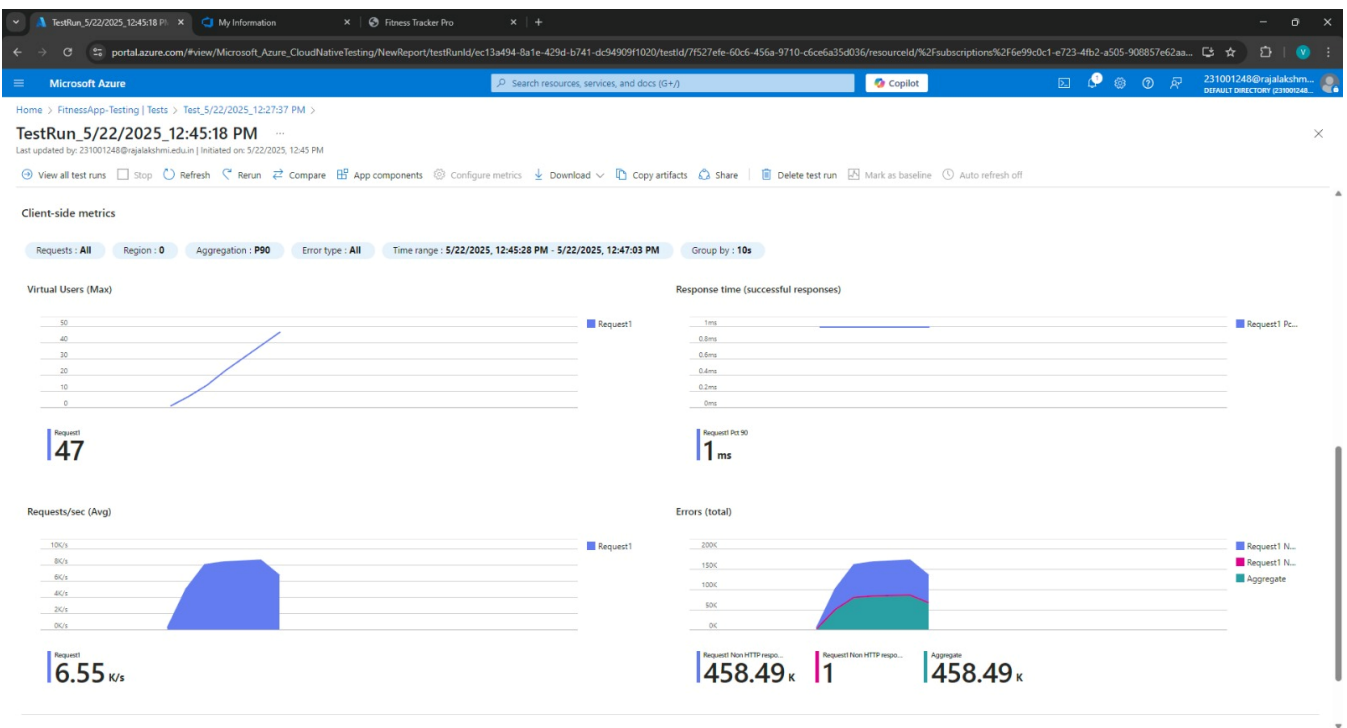 TestRun_5/22/2025_12:45:18 PM
My Information
Fitness Tracker Pro
portal.azure.com/#view/Microsoft_Azure_CloudNativeTesting/NewReport/testRunId/ec13a494-8a1e-429d-b741-dc94909f1020/testId/7f527efe-60c6-456a-9710-c6ce6a35d036/resourceId/%2Fsubscriptions%2F6e99c0c1-e723-4fb2-a505-908857e62aa...
V
Microsoft Azure
Search resources, services, and docs (G+/)
Copilot
1
231001248@rajalakshm...
DEFAULT DIRECTORY (231001248...
Home > FitnessApp-Testing | Tests > Test_5/22/2025_12:27:37 PM >
TestRun_5/22/2025_12:45:18 PM ...
Last updated by: 231001248@rajalakshmi.edu.in | Initiated on: 5/22/2025, 12:45 PM
View all test runs Stop Refresh Rerun Compare App components Configure metrics Download Copy artifacts Share Delete test run Mark as baseline Auto refresh off
Client-side metrics
Requests : All Region : 0 Aggregation : P90 Error type : All Time range : 5/22/2025, 12:45:28 PM - 5/22/2025, 12:47:03 PM Group by : 10s
Virtual Users (Max)
50
40
30
20
10
0
Request1
Request1
47
Response time (successful responses)
1ms
0.8ms
0.6ms
0.4ms
0.2ms
0ms
Request1 Pc...
Request1 Pct 90
1 ms
Requests/sec (Avg)
10K/s
8K/s
6K/s
4K/s
2K/s
0K/s
Request1
Request1
6.55 K/s
Errors (total)
200K
150K
100K
50K
0K
Request1 N...
Request1 N...
Aggregate
Request1 Non HTTP respo...
458.49 K
Request1 Non HTTP respo...
1
Aggregate
458.49 K